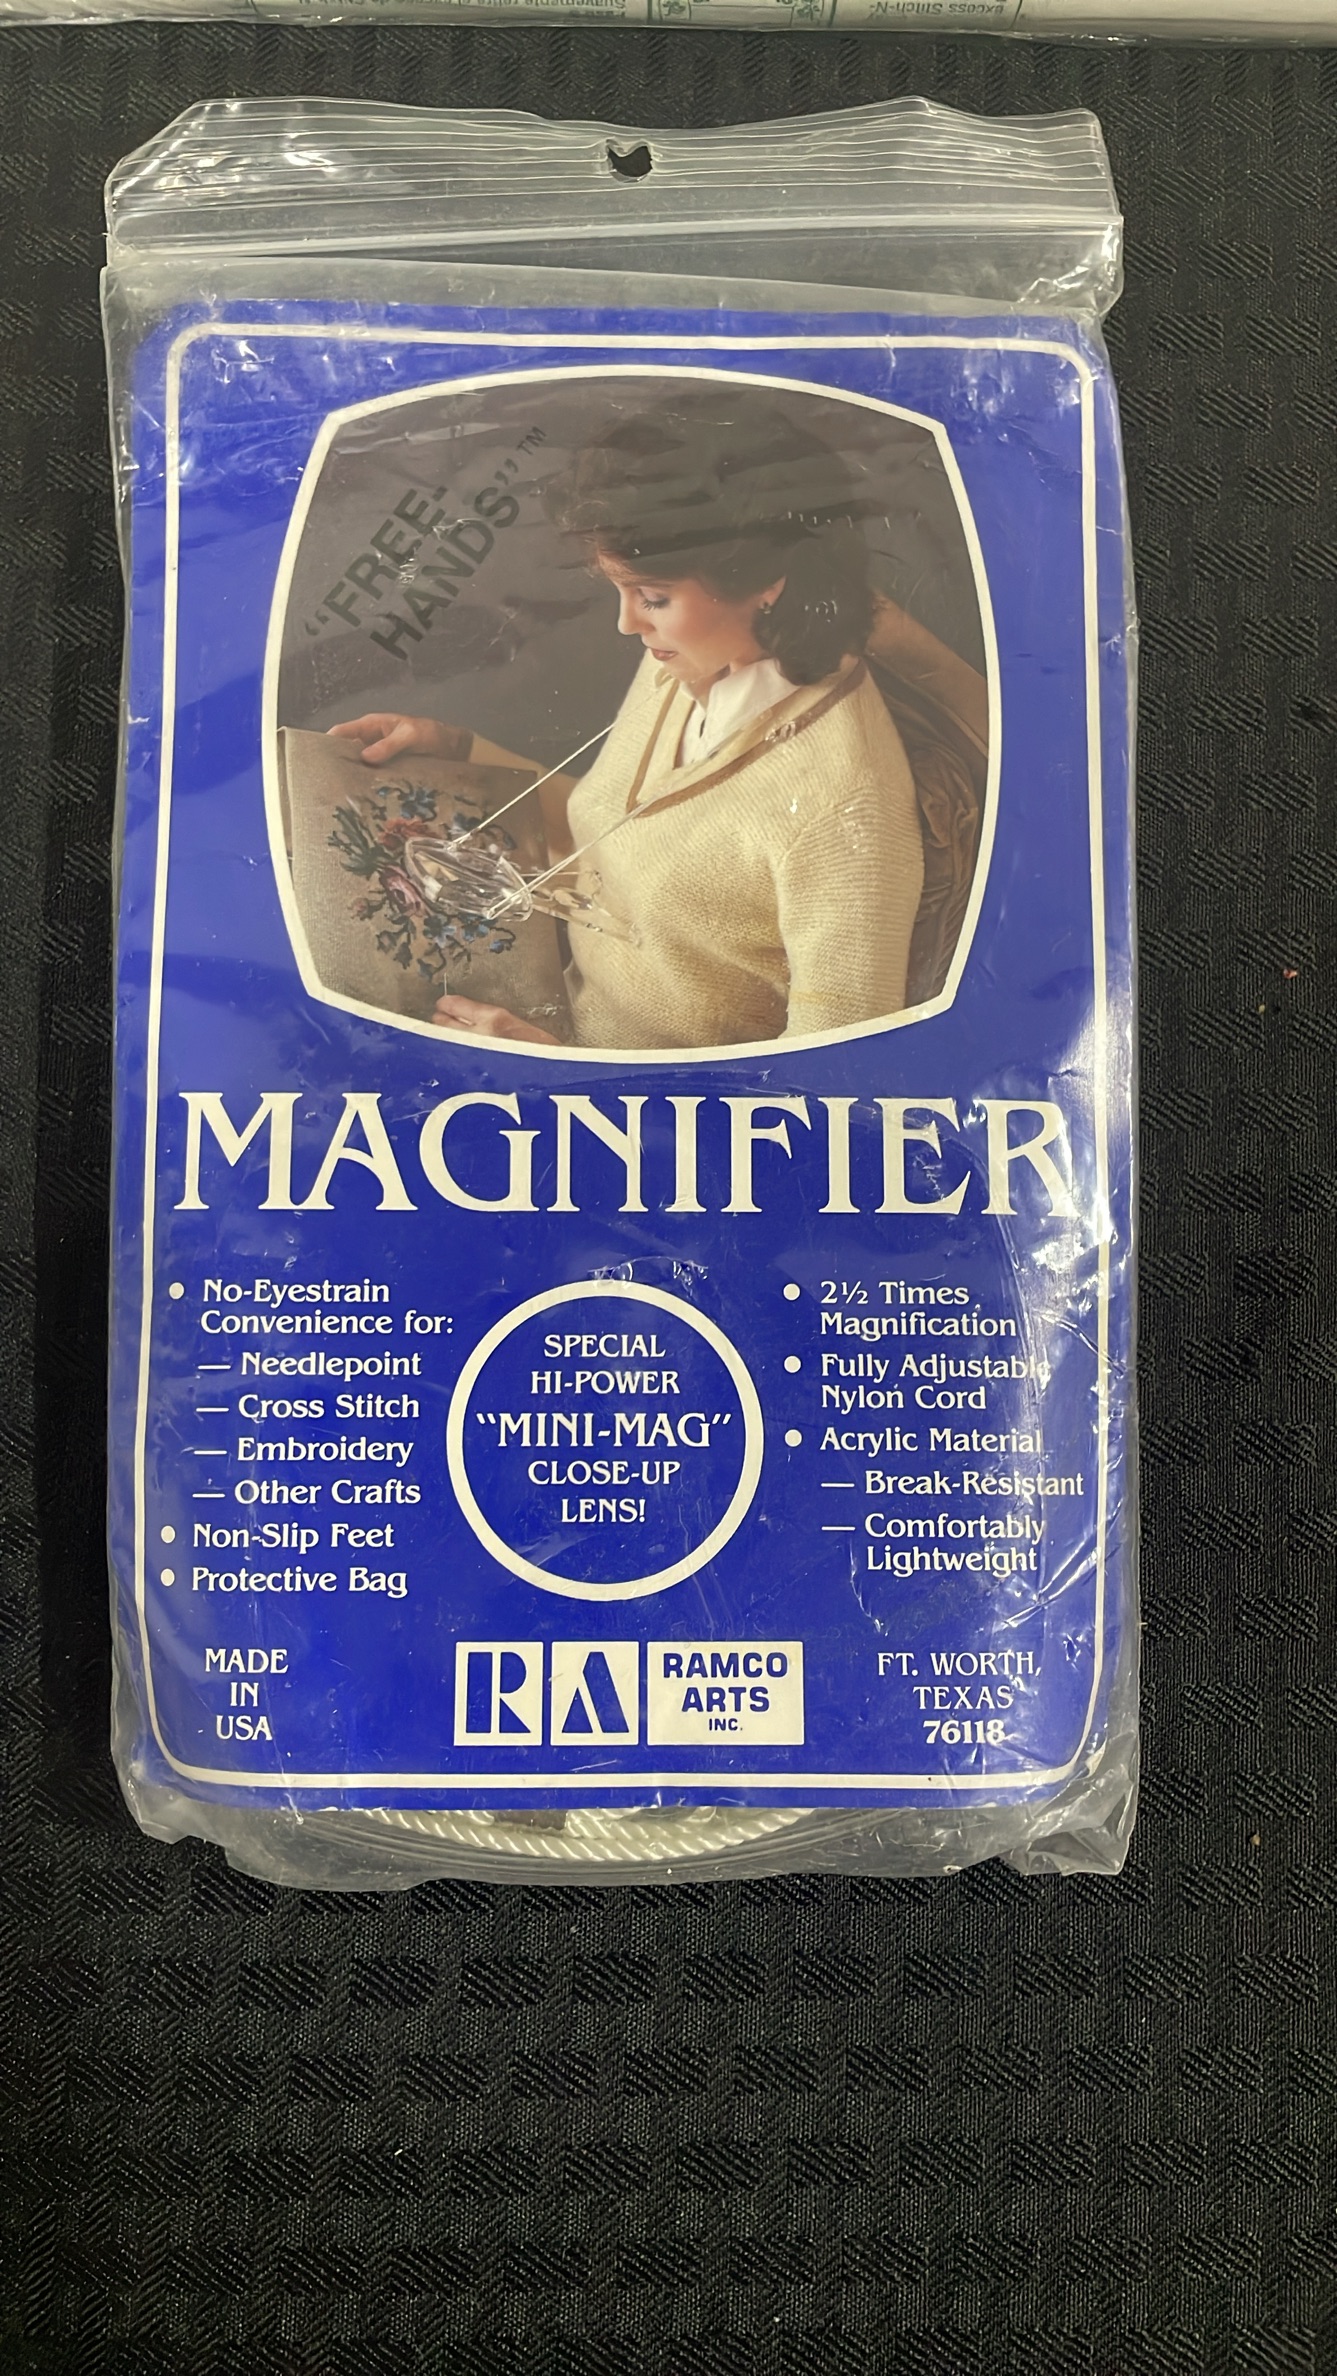 excess Stitch-N-
"FREE-
HANDS"™
MAGNIFIER
• No-Eyestrain
Convenience for:
— Needlepoint
— Cross Stitch
— Embroidery
— Other Crafts
• Non-Slip Feet
• Protective Bag
SPECIAL
HI-POWER
"MINI-MAG"
CLOSE-UP
LENS!
• 2½ Times
Magnification
• Fully Adjustable
Nylon Cord
• Acrylic Material
— Break-Resistant
— Comfortably
Lightweight
MADE
IN
USA
RA
RAMCO
ARTS
INC.
FT. WORTH,
TEXAS
76118